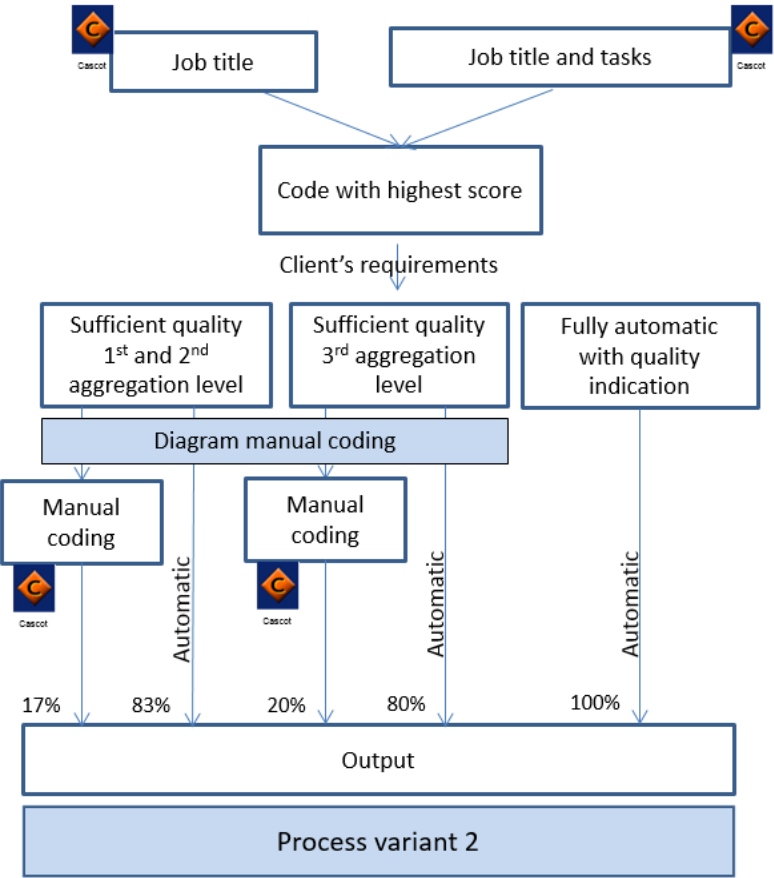 C
Cascot
Job title
Job title and tasks
C
Cascot
Code with highest score
Client's requirements
Sufficient quality
1st and 2nd
aggregation level
Sufficient quality
3rd aggregation
level
Fully automatic
with quality
indication
Diagram manual coding
Manual
coding
C
Cascot
Automatic
Manual
coding
C
Cascot
Automatic
Automatic
17%
83%
20%
80%
100%
Output
Process variant 2